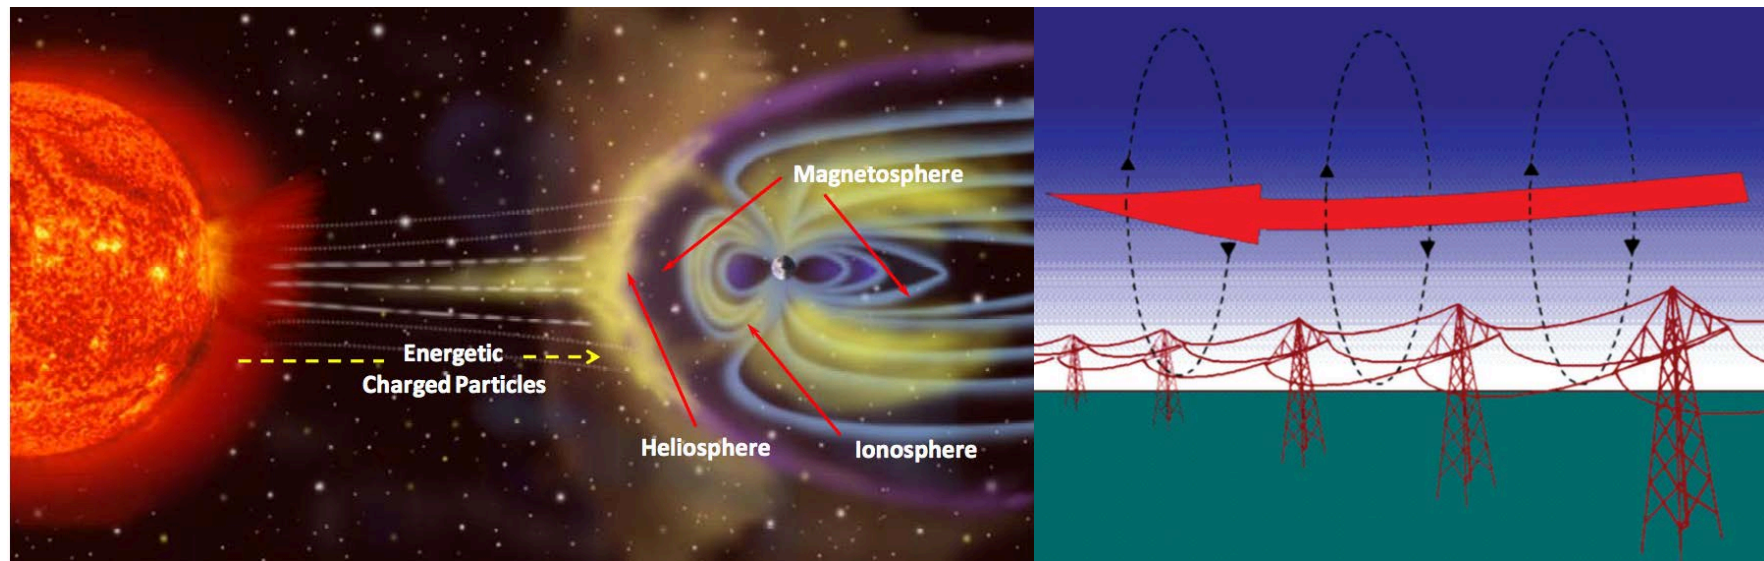 Magnetosphere
Energetic
Charged Particles
Heliosphere
Ionosphere